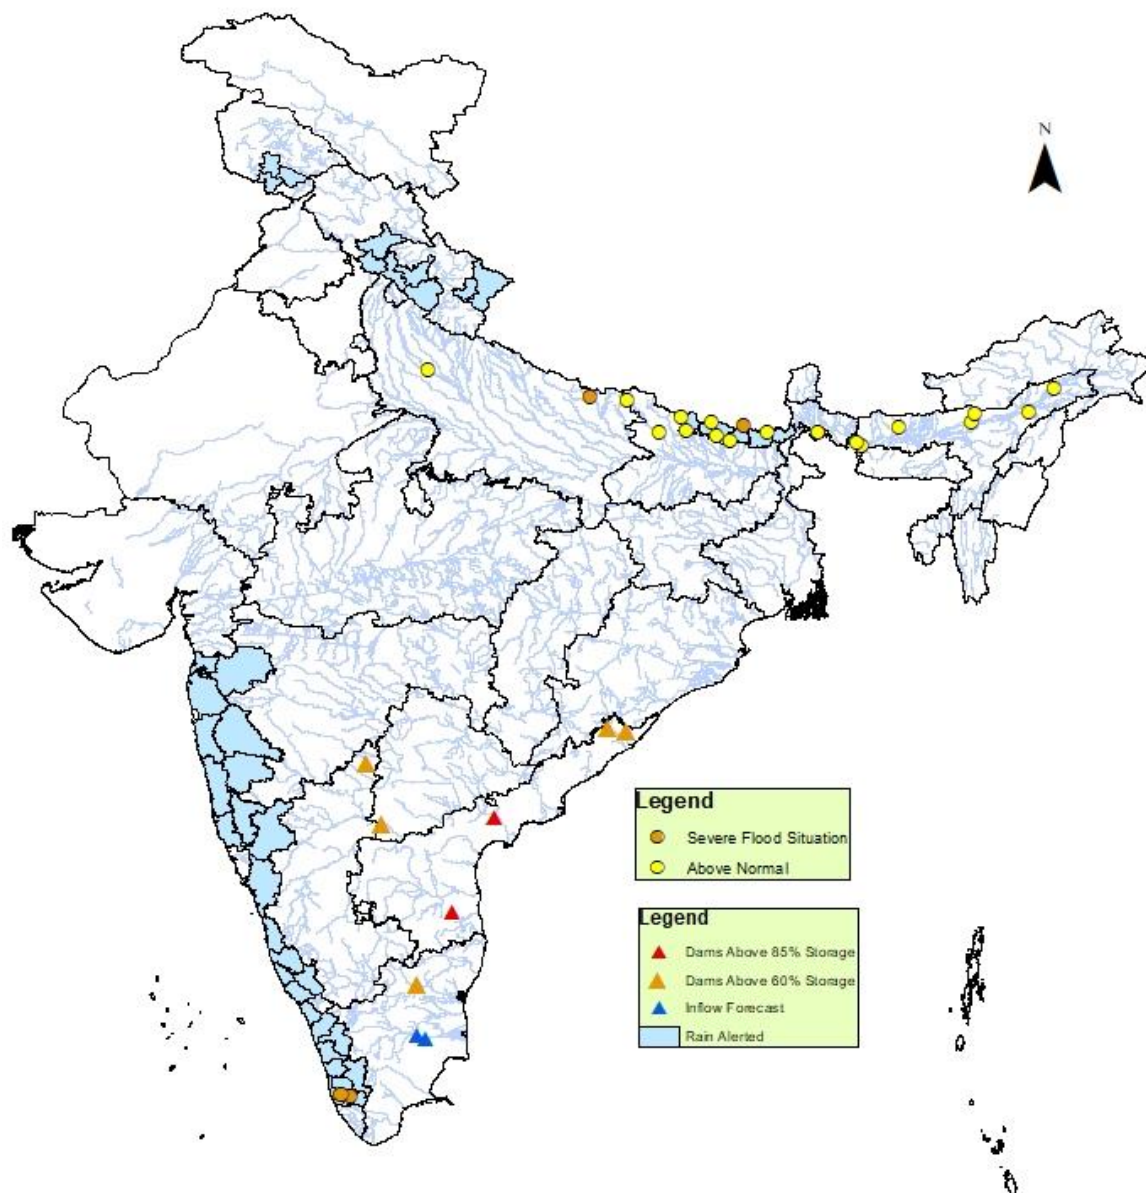 N
Legend
Severe Flood Situation
Above Normal
Legend
Dams Above 85% Storage
Dams Above 60% Storage
Inflow Forecast
Rain Alerted